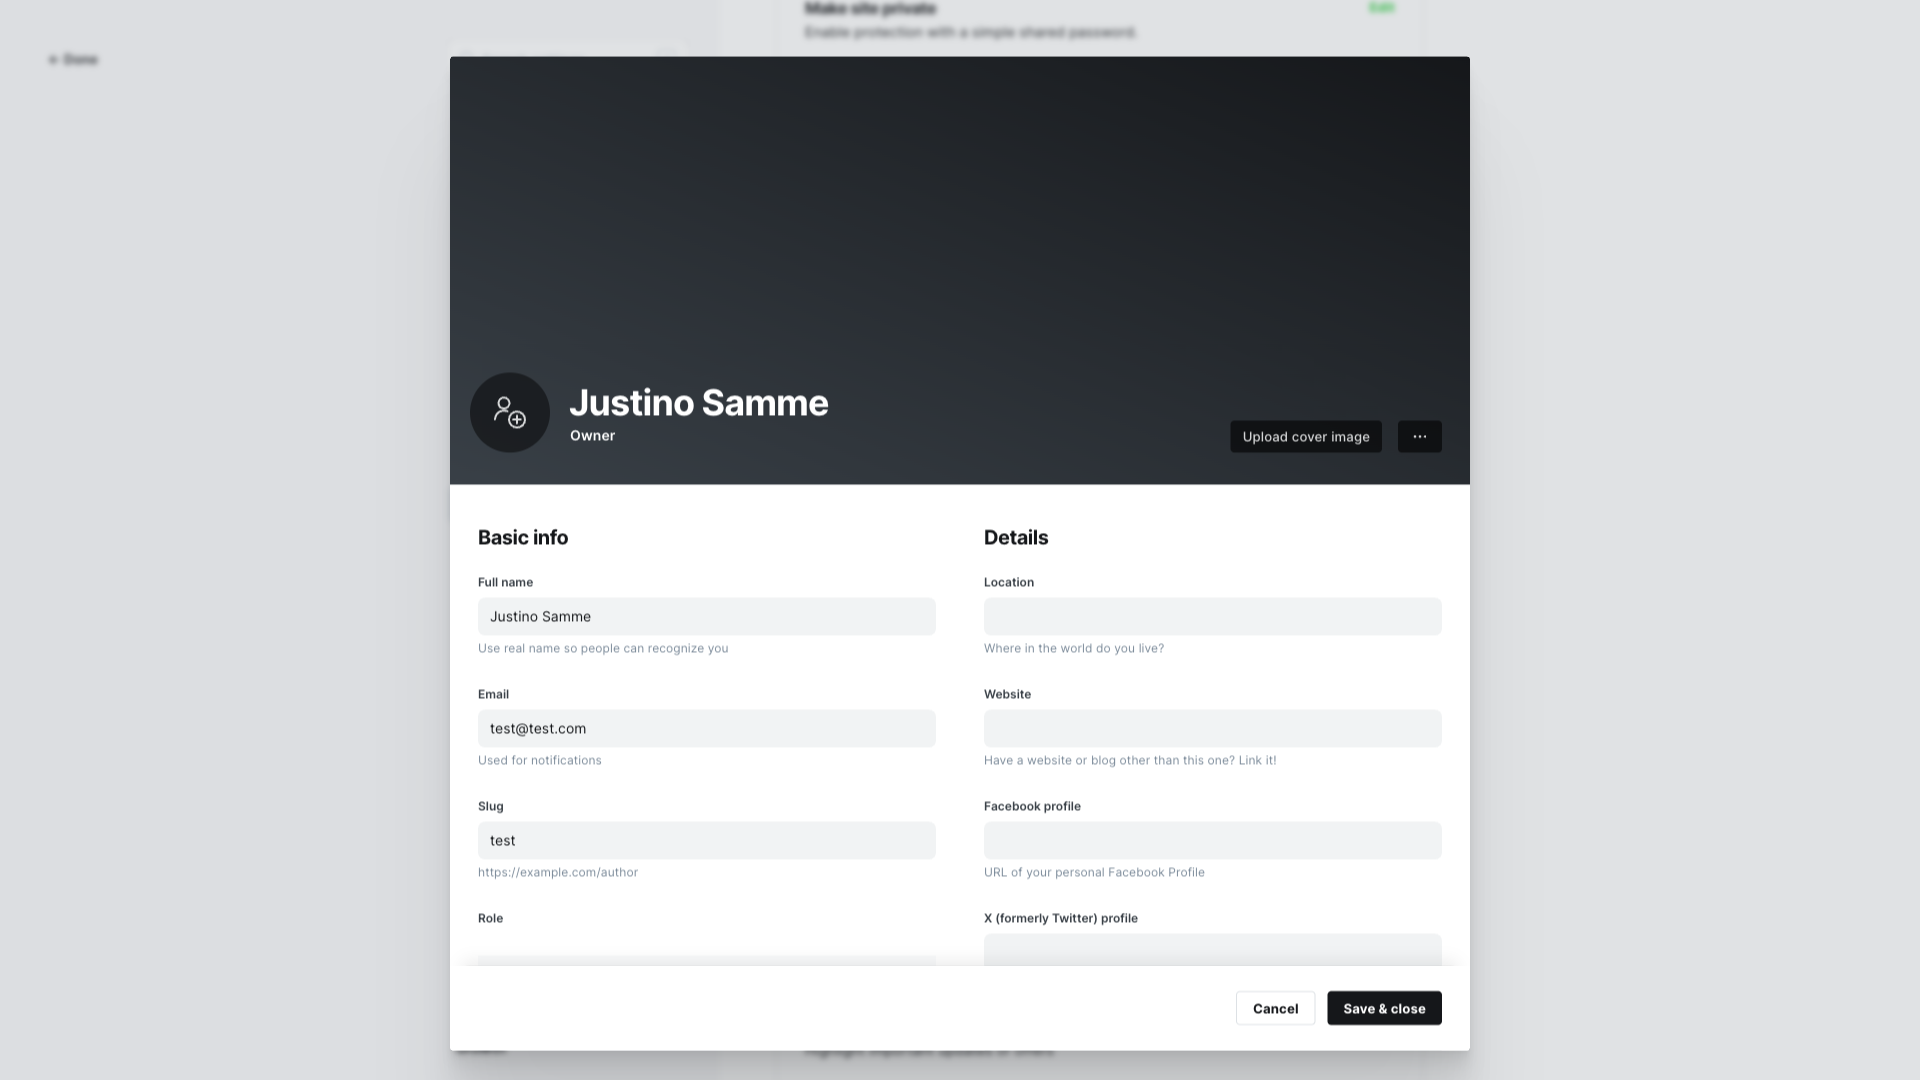 Make site private
Edit
Enable protection with a simple shared password.
← Done
Justino Samme
Owner
Upload cover image
Basic info
Details
Full name
Location
Justino Samme
Use real name so people can recognize you
Where in the world do you live?
Email
Website
test@test.com
Used for notifications
Have a website or blog other than this one? Link it!
Slug
Facebook profile
test
https://example.com/author
URL of your personal Facebook Profile
Role
X (formerly Twitter) profile
Cancel
Save & close